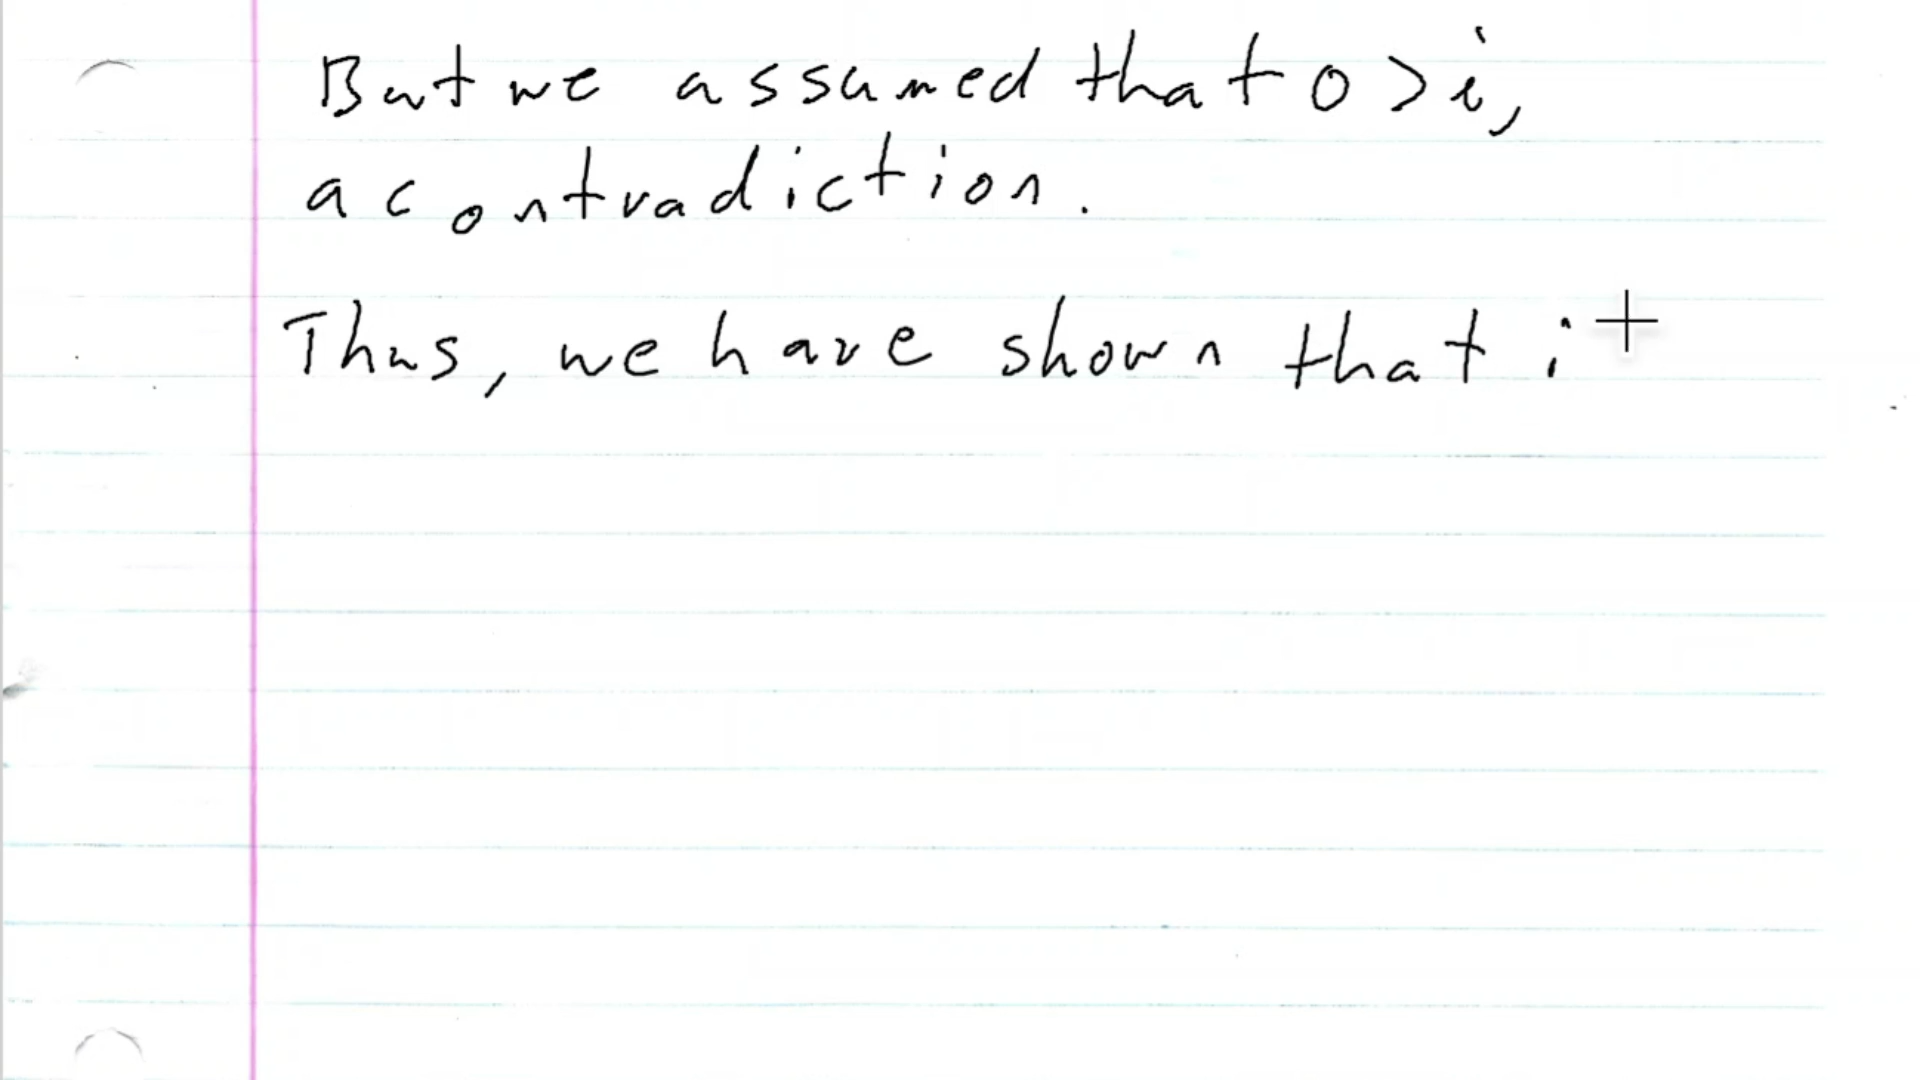 But we assumed that 0 > i,
a contradiction.
Thus, we have shown that i